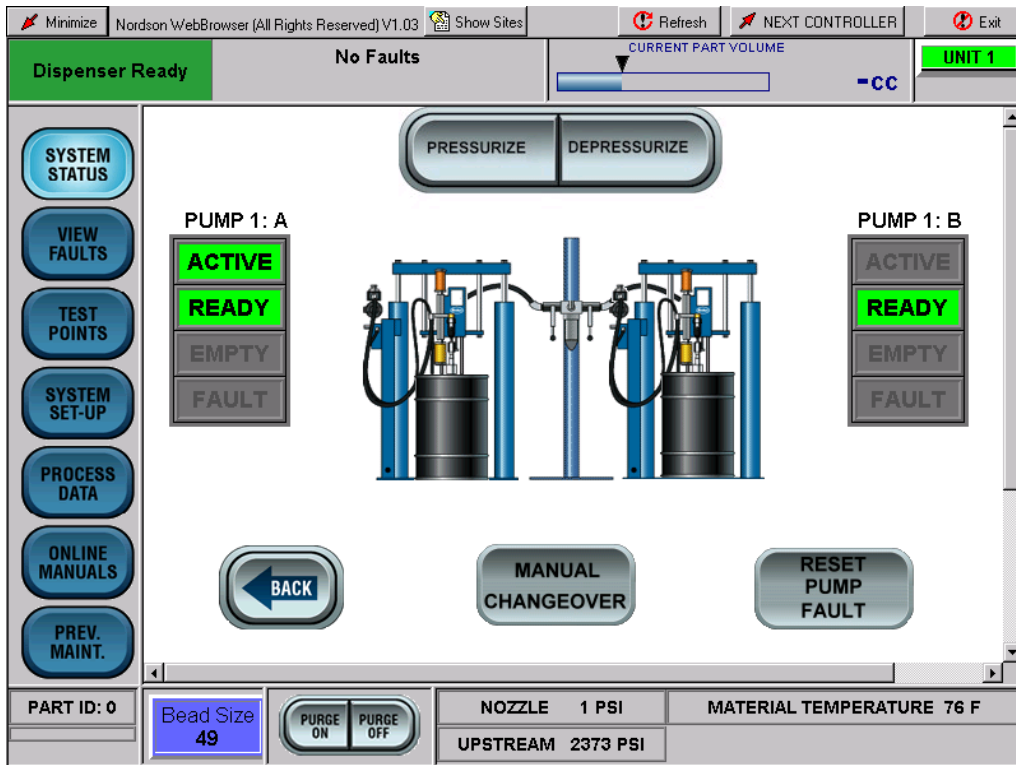 Minimize
Nordson WebBrowser (All Rights Reserved) V1.03
Show Sites
Refresh
NEXT CONTROLLER
Exit
Dispenser Ready
No Faults
CURRENT PART VOLUME
-cc
UNIT 1
SYSTEM
STATUS
VIEW
FAULTS
TEST
POINTS
SYSTEM
SET-UP
PROCESS
DATA
ONLINE
MANUALS
PREV.
MAINT.
PRESSURIZE
DEPRESSURIZE
PUMP 1: A
ACTIVE
READY
EMPTY
FAULT
PUMP 1: B
ACTIVE
READY
EMPTY
FAULT
BACK
MANUAL
CHANGEOVER
RESET
PUMP
FAULT
PART ID: 0
Bead Size
49
PURGE
ON
PURGE
OFF
NOZZLE 1 PSI
UPSTREAM 2373 PSI
MATERIAL TEMPERATURE 76 F